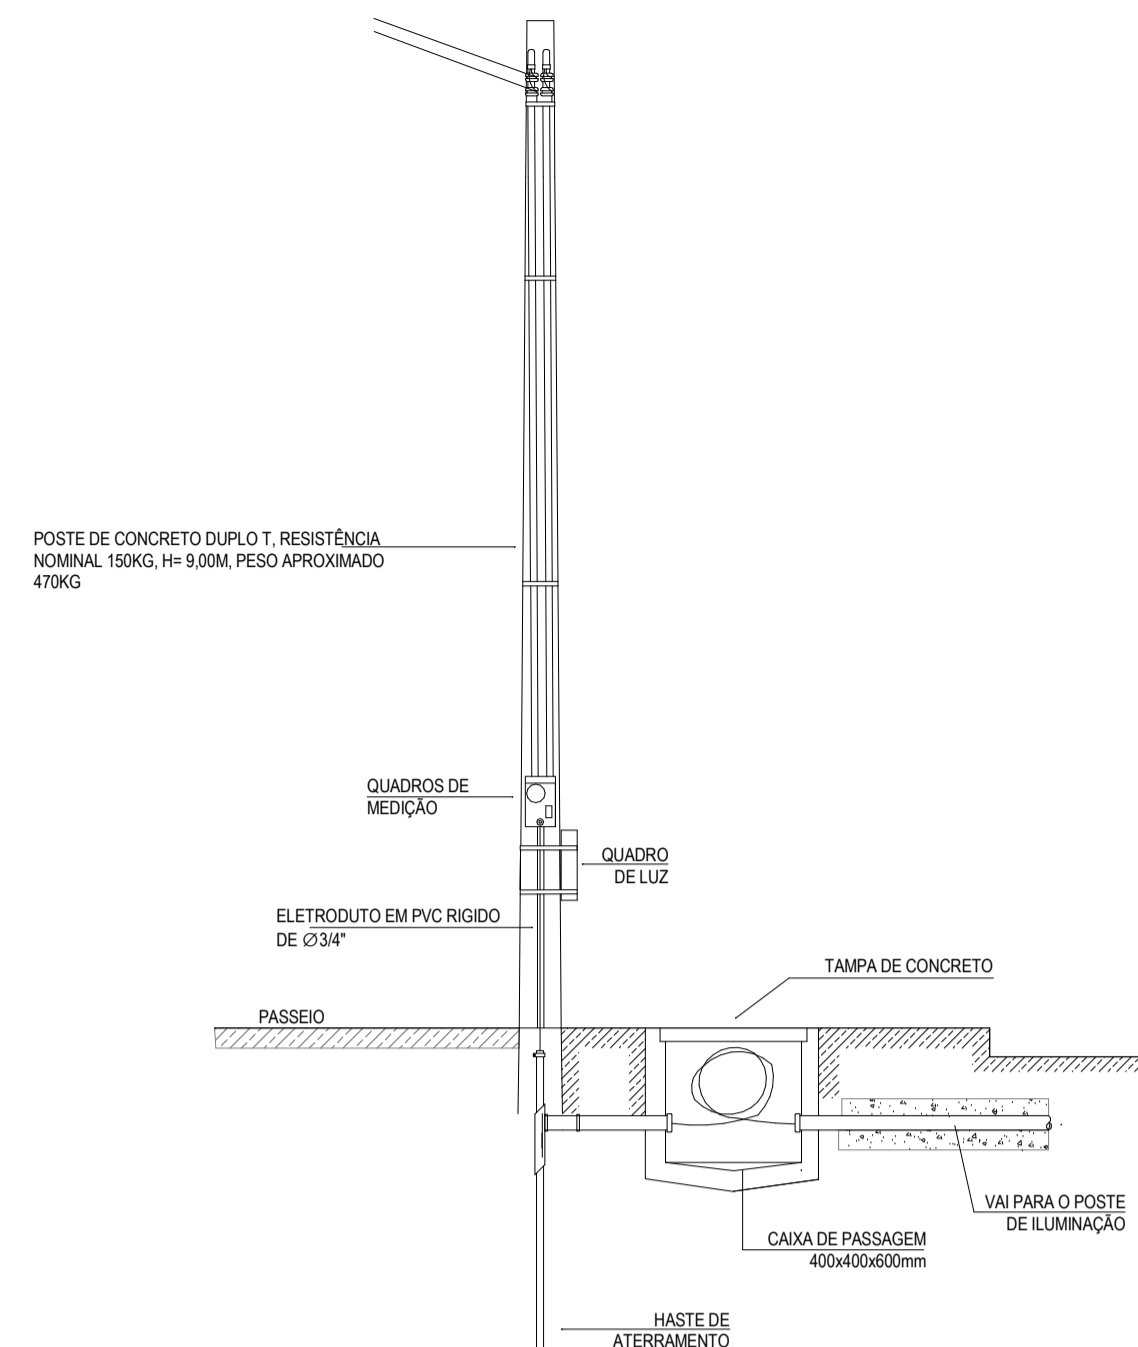 POSTE DE CONCRETO DUPLO T, RESISTÊNCIA
NOMINAL 150KG, H= 9,00M, PESO APROXIMADO
470KG
QUADROS DE
MEDIÇÃO
QUADRO
DE LUZ
ELETRODUTO EM PVC RIGIDO
DE Ø3/4"
TAMPA DE CONCRETO
PASSEIO
VAI PARA O POSTE
DE ILUMINAÇÃO
CAIXA DE PASSAGEM
400x400x600mm
HASTE DE
ATERRAMENTO